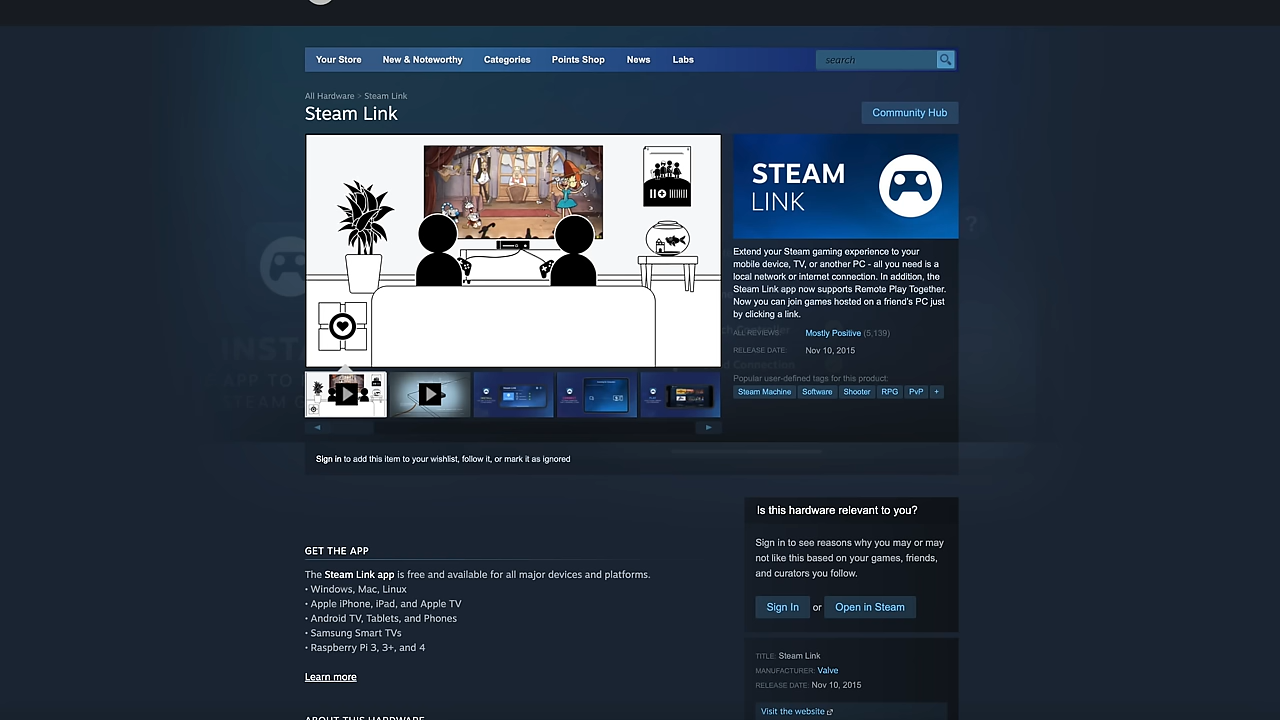 Your Store New & Noteworthy Categories Points Shop News Labs search
All Hardware > Steam Link
Steam Link
Community Hub
STEAM
LINK
Extend your Steam gaming experience to your
mobile device, TV, or another PC - all you need is a
local network or internet connection. In addition, the
Steam Link app now supports Remote Play Together.
Now you can join games hosted on a friend's PC just
by clicking a link.
ALL REVIEWS: Mostly Positive (5,139)
RELEASE DATE: Nov 10, 2015
Popular user-defined tags for this product:
Steam Machine Software Shooter RPG PvP +
Sign in to add this item to your wishlist, follow it, or mark it as ignored
GET THE APP
The Steam Link app is free and available for all major devices and platforms.
• Windows, Mac, Linux
• Apple iPhone, iPad, and Apple TV
• Android TV, Tablets, and Phones
• Samsung Smart TVs
• Raspberry Pi 3, 3+, and 4
Learn more
ABOUT THIS HARDWARE
Is this hardware relevant to you?
Sign in to see reasons why you may or may
not like this based on your games, friends,
and curators you follow.
Sign In or Open in Steam
TITLE: Steam Link
MANUFACTURER: Valve
RELEASE DATE: Nov 10, 2015
Visit the website